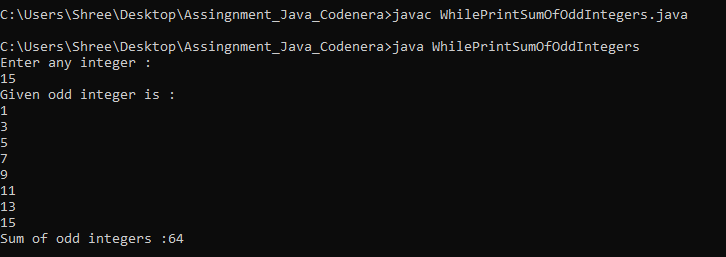 C:\Users\Shree\Desktop\Assingnment_Java_Codenera>javac WhilePrintSumOfOddIntegers.java
C:\Users\Shree\Desktop\Assingnment_Java_Codenera>java WhilePrintSumOfOddIntegers
Enter any integer :
15
Given odd integer is :
1
3
5
7
9
11
13
15
Sum of odd integers :64